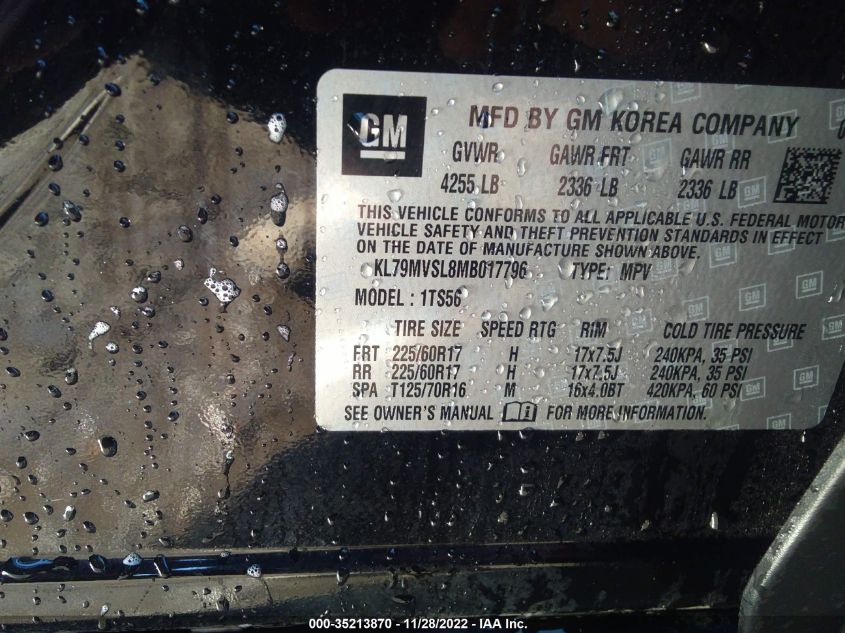 GM MFD BY GM KOREA COMPANY
GVWR GAWR FRT GAWR RR
4255 LB 2336 LB 2336 LB
THIS VEHICLE CONFORMS TO ALL APPLICABLE U.S. FEDERAL MOTOR
VEHICLE SAFETY AND THEFT PREVENTION STANDARDS IN EFFECT
ON THE DATE OF MANUFACTURE SHOWN ABOVE.
KL79MVSL8MB017796 TYPE: MPV
MODEL : 1TS56
TIRE SIZE SPEED RTG RIM COLD TIRE PRESSURE
FRT 225/60R17 H 17x7.5J 240KPA, 35 PSI
RR 225/60R17 H 17x7.5J 240KPA, 35 PSI
SPA T125/70R16 M 16x4.0BT 420KPA, 60 PSI
SEE OWNER'S MANUAL FOR MORE INFORMATION.
000-35213870 - 11/28/2022 - IAA Inc.